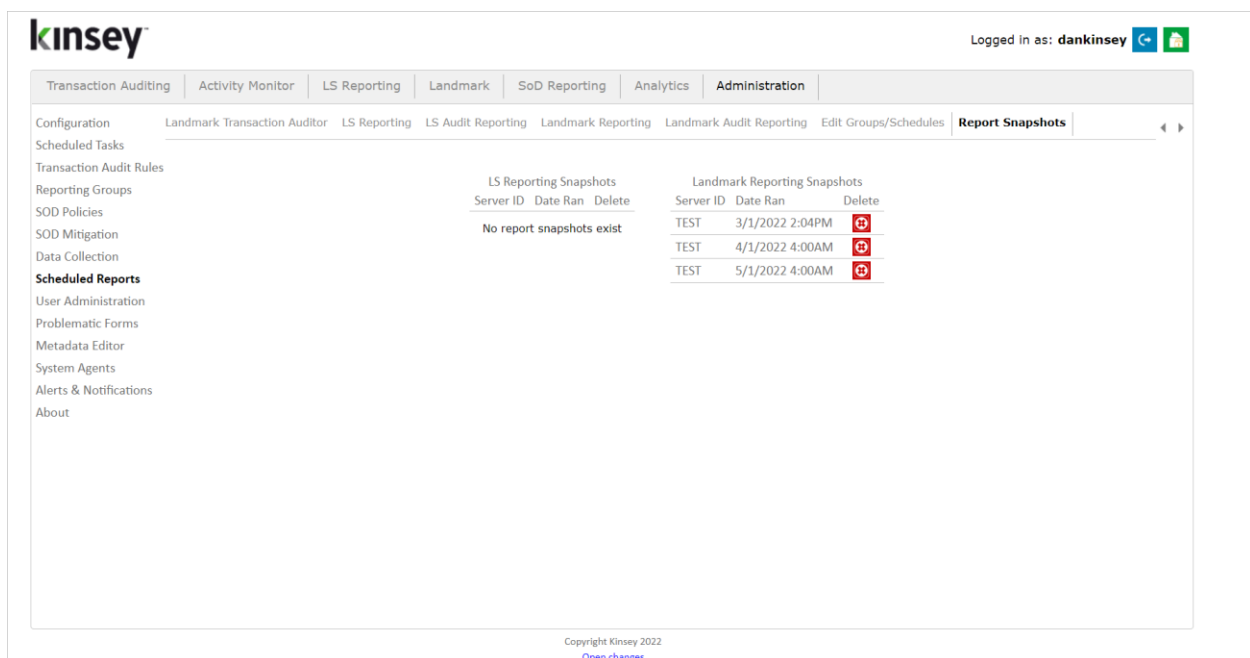 kinsey
Logged in as: dankinsey
Transaction Auditing Activity Monitor LS Reporting Landmark SoD Reporting Analytics Administration
Configuration
Scheduled Tasks
Transaction Audit Rules
Reporting Groups
SOD Policies
SOD Mitigation
Data Collection
Scheduled Reports
User Administration
Problematic Forms
Metadata Editor
System Agents
Alerts & Notifications
About
Landmark Transaction Auditor LS Reporting LS Audit Reporting Landmark Reporting Landmark Audit Reporting Edit Groups/Schedules Report Snapshots
LS Reporting Snapshots
Server ID Date Ran Delete
No report snapshots exist
Landmark Reporting Snapshots
Server ID Date Ran Delete
TEST 3/1/2022 2:04PM
TEST 4/1/2022 4:00AM
TEST 5/1/2022 4:00AM
Copyright Kinsey 2022
Open changes